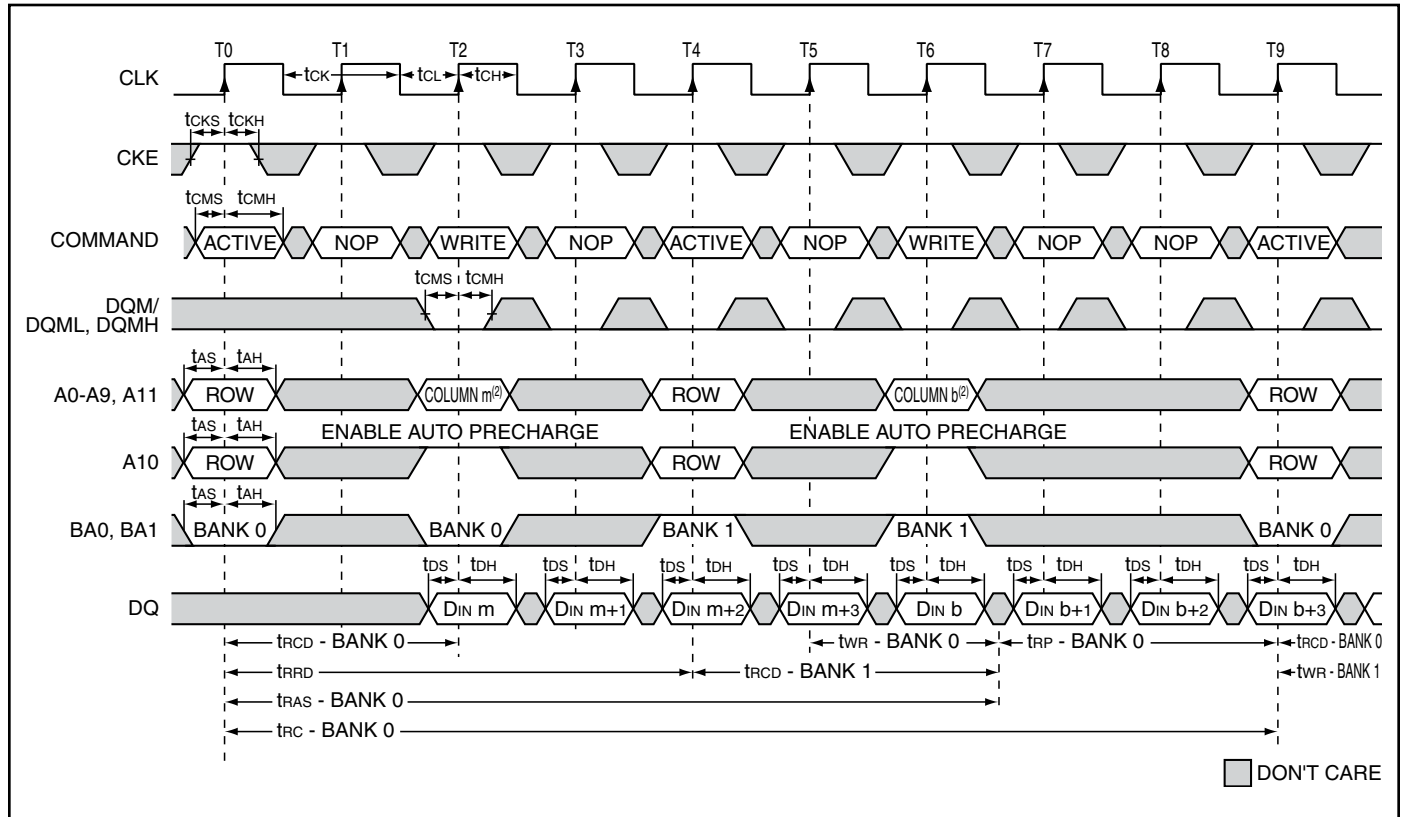 T0 T1 T2 T3 T4 T5 T6 T7 T8 T9
CLK tCK tCL tCH
tCKS tCKH
CKE
tCMS tCMH
COMMAND ACTIVE NOP WRITE NOP ACTIVE NOP WRITE NOP NOP ACTIVE
tCMS tCMH
DQM/
DQML, DQMH
tAS tAH
A0-A9, A11 ROW COLUMN m(2) ROW COLUMN b(2) ROW
tAS tAH ENABLE AUTO PRECHARGE ENABLE AUTO PRECHARGE
A10 ROW ROW ROW
tAS tAH
BA0, BA1 BANK 0 BANK 0 BANK 1 BANK 1 BANK 0
tDS tDH tDS tDH tDS tDH tDS tDH tDS tDH tDS tDH tDS tDH tDS tDH
DQ DIN m DIN m+1 DIN m+2 DIN m+3 DIN b DIN b+1 DIN b+2 DIN b+3
tRCD - BANK 0 tWR - BANK 0 tRP - BANK 0 tRCD - BANK 0
tRRD tRCD - BANK 1 tWR - BANK 1
tRAS - BANK 0
tRC - BANK 0
DON'T CARE